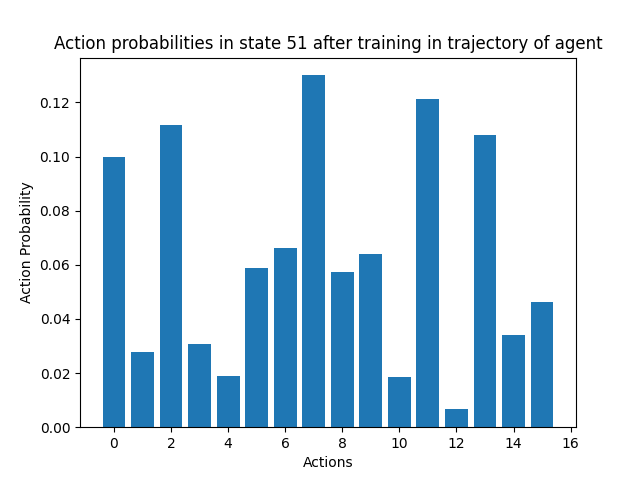 Action probabilities in state 51 after training in trajectory of agent
0.12
0.10
0.08
0.06
0.04
0.02
0.00
Action Probability
0 2 4 6 8 10 12 14 16
Actions